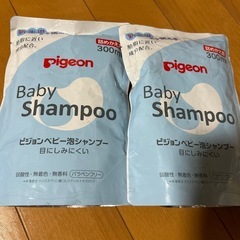 pigeon
詰めかえ用
300ml
Baby
Shampoo
ピジョンベビー泡シャンプー
目にしみにくい
弱酸性・無着色・無香料
パラベンフリー
pigeon
詰めかえ用
300ml
Baby
Shampoo
ピジョンベビー泡シャンプー
目にしみにくい
弱酸性・無着色・無香料
パラベンフリー